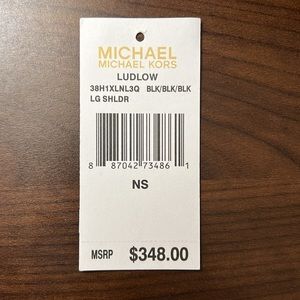 MICHAEL
MICHAEL KORS
LUDLOW
38H1XLNL3Q BLK/BLK/BLK
LG SHLDR
8 87042 73486 1
NS
MSRP $348.00